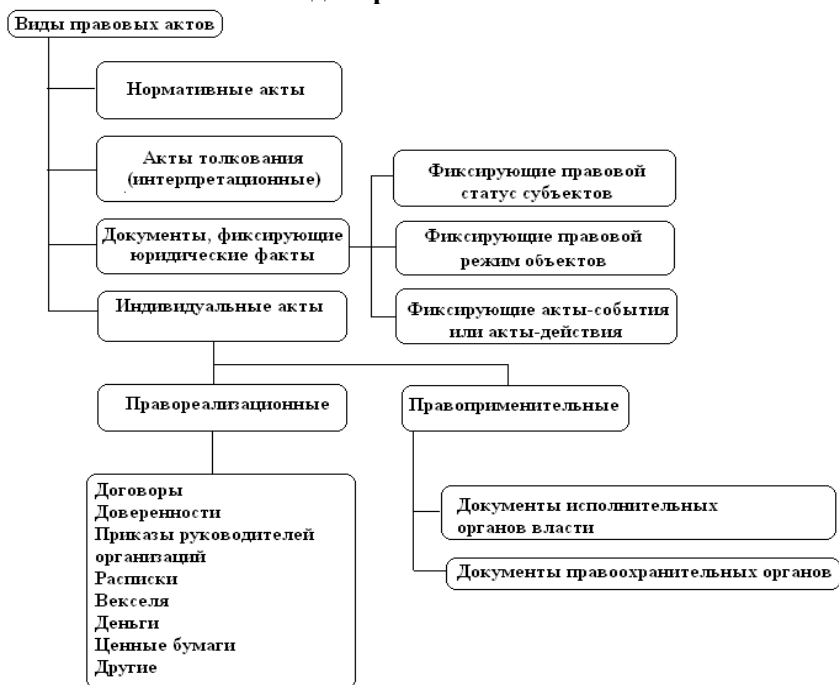 Виды правовых актов
Нормативные акты
Акты толкования
(интерпретационные)
Документы, фиксирующие
юридические факты
Индивидуальные акты
Фиксирующие правовой
статус субъектов
Фиксирующие правовой
режим объектов
Фиксирующие акты-события
или акты-действия
Правореализационные
Правоприменительные
Договоры
Доверенности
Приказы руководителей
организаций
Расписки
Векселя
Деньги
Ценные бумаги
Другие
Документы исполнительных
органов власти
Документы правоохранительных органов